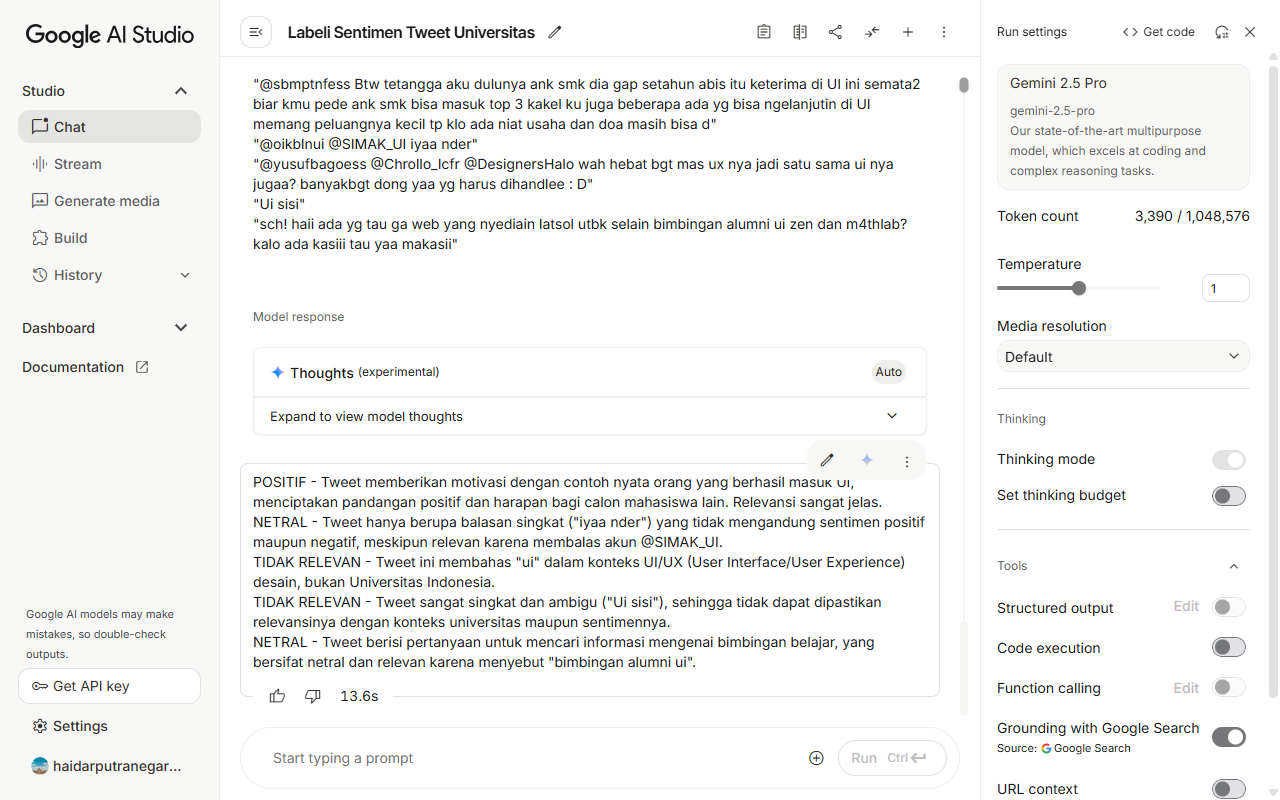 Google AI Studio
Studio
Chat
Stream
Generate media
Build
History
Dashboard
Documentation
Google AI models may make
mistakes, so double-check
outputs.
Get API key
Settings
haidarputranegar...
Labeli Sentimen Tweet Universitas
"@sbmptnfess Btw tetangga aku dulunya ank smk dia gap setahun abis itu keterima di UI ini semata2
biar kmu pede ank smk bisa masuk top 3 kakel ku juga beberapa ada yg bisa ngelanjutin di UI
memang peluangnya kecil tp klo ada niat usaha dan doa masih bisa d"
"@oikblnui @SIMAK_UI iyaa nder"
"@yusufbagoess @Chrollo_lcfr @DesignersHalo wah hebat bgt mas ux nya jadi satu sama ui nya
jugaa? banyakbgt dong yaa yg harus dihandlee : D"
"Ui sisi"
"sch! haii ada yg tau ga web yang nyediain latsol utbk selain bimbingan alumni ui zen dan m4thlab?
kalo ada kasiii tau yaa makasii"
Model response
Thoughts (experimental)
Auto
Expand to view model thoughts
POSITIF - Tweet memberikan motivasi dengan contoh nyata orang yang berhasil masuk UI,
menciptakan pandangan positif dan harapan bagi calon mahasiswa lain. Relevansi sangat jelas.
NETRAL - Tweet hanya berupa balasan singkat ("iyaa nder") yang tidak mengandung sentimen positif
maupun negatif, meskipun relevan karena membalas akun @SIMAK_UI.
TIDAK RELEVAN - Tweet ini membahas "ui" dalam konteks UI/UX (User Interface/User Experience)
desain, bukan Universitas Indonesia.
TIDAK RELEVAN - Tweet sangat singkat dan ambigu ("Ui sisi"), sehingga tidak dapat dipastikan
relevansinya dengan konteks universitas maupun sentimennya.
NETRAL - Tweet berisi pertanyaan untuk mencari informasi mengenai bimbingan belajar, yang
bersifat netral dan relevan karena menyebut "bimbingan alumni ui".
13.6s
Start typing a prompt
Run Ctrl
Run settings
Get code
Gemini 2.5 Pro
gemini-2.5-pro
Our state-of-the-art multipurpose
model, which excels at coding and
complex reasoning tasks.
Token count 3,390 / 1,048,576
Temperature
1
Media resolution
Default
Thinking
Thinking mode
Set thinking budget
Tools
Structured output Edit
Code execution
Function calling Edit
Grounding with Google Search
Source: Google Search
URL context